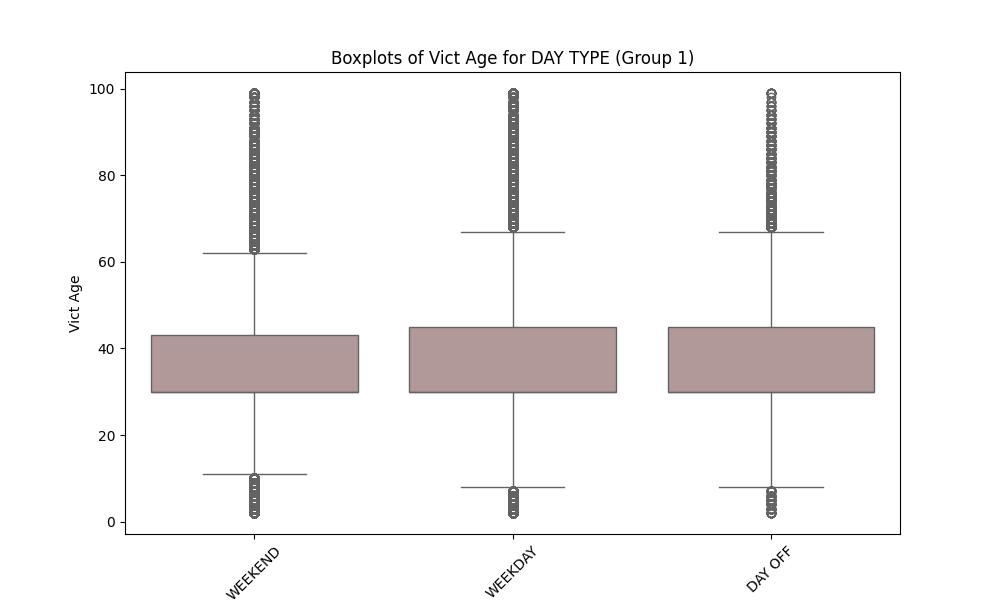 Boxplots of Vict Age for DAY TYPE (Group 1)
100
80
60
40
20
0
Vict Age
WEEKEND
WEEKDAY
DAY OFF